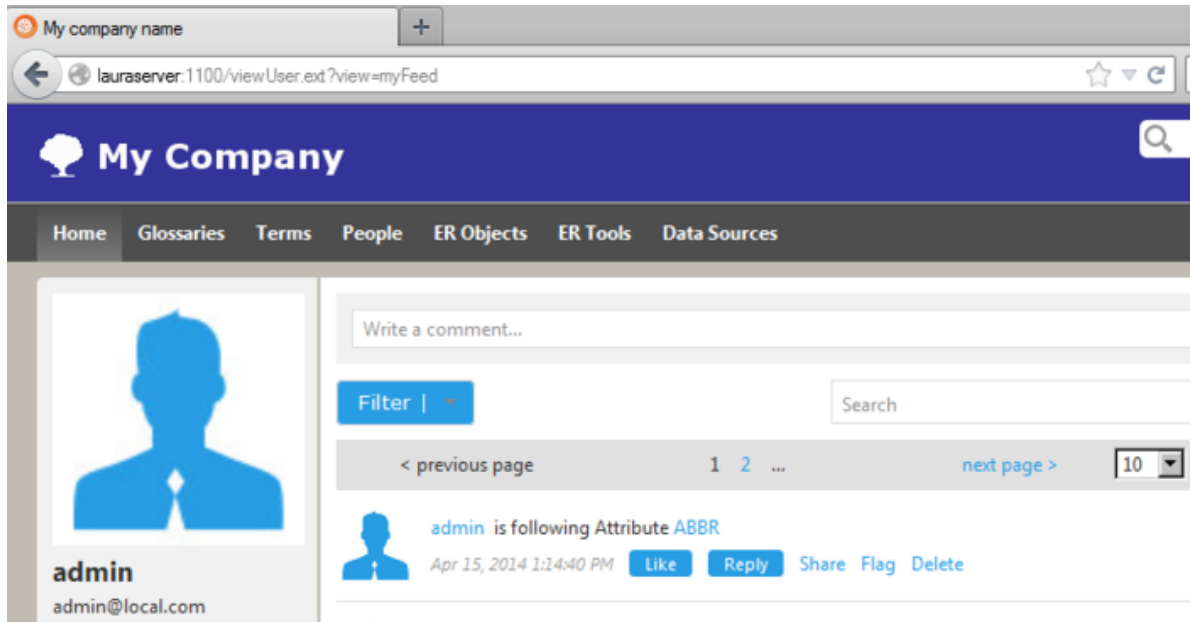 My company name
+
lauraserver:1100/viewUser.ext?view=myFeed
My Company
Home Glossaries Terms People ER Objects ER Tools Data Sources
Write a comment...
Filter |
Search
< previous page 1 2 ... next page > 10
admin is following Attribute ABBR
Apr 15, 2014 1:14:40 PM Like Reply Share Flag Delete
admin
admin@local.com